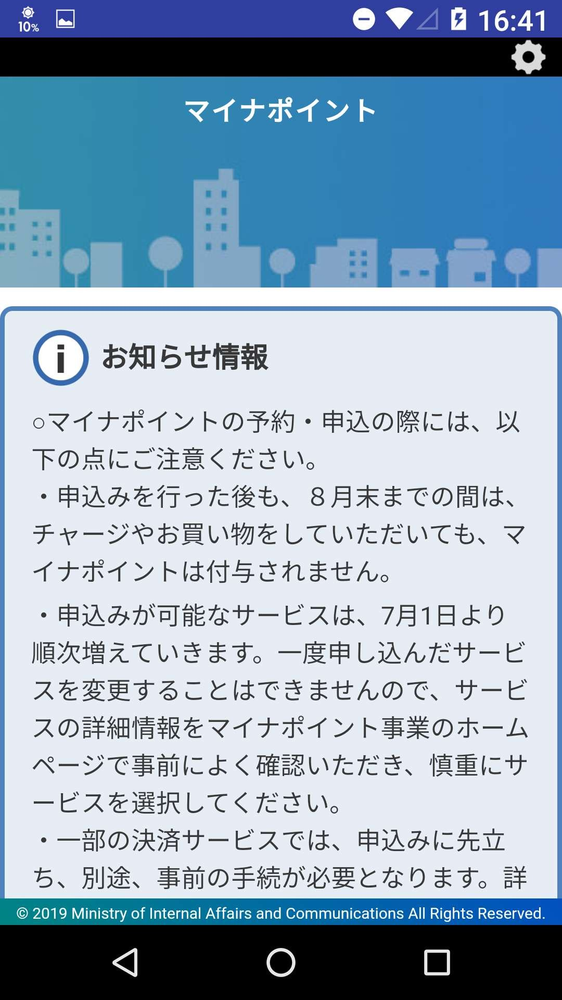 10%
16:41
マイナポイント
i お知らせ情報
○マイナポイントの予約・申込の際には、以
下の点にご注意ください。
・申込みを行った後も、８月末までの間は、
チャージやお買い物をしていただいても、マ
イナポイントは付与されません。
・申込みが可能なサービスは、7月1日より
順次増えていきます。一度申し込んだサービ
スを変更することはできませんので、サービ
スの詳細情報をマイナポイント事業のホーム
ページで事前によく確認いただき、慎重にサ
ービスを選択してください。
・一部の決済サービスでは、申込みに先立
ち、別途、事前の手続が必要となります。詳
© 2019 Ministry of Internal Affairs and Communications All Rights Reserved.